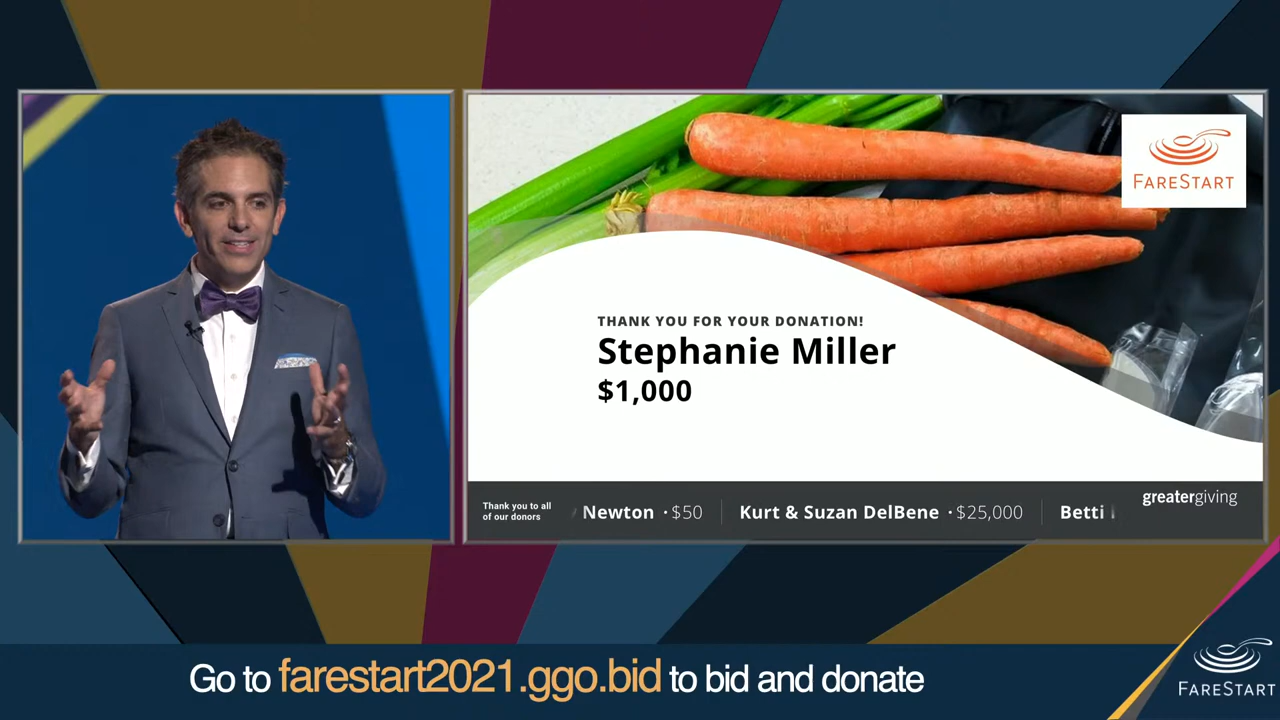 FARESTART
THANK YOU FOR YOUR DONATION!
Stephanie Miller
$1,000
Thank you to all
of our donors
Newton · $50
Kurt & Suzan DelBene · $25,000
Betti
greatergiving
Go to farestart2021.ggo.bid to bid and donate
FARESTART